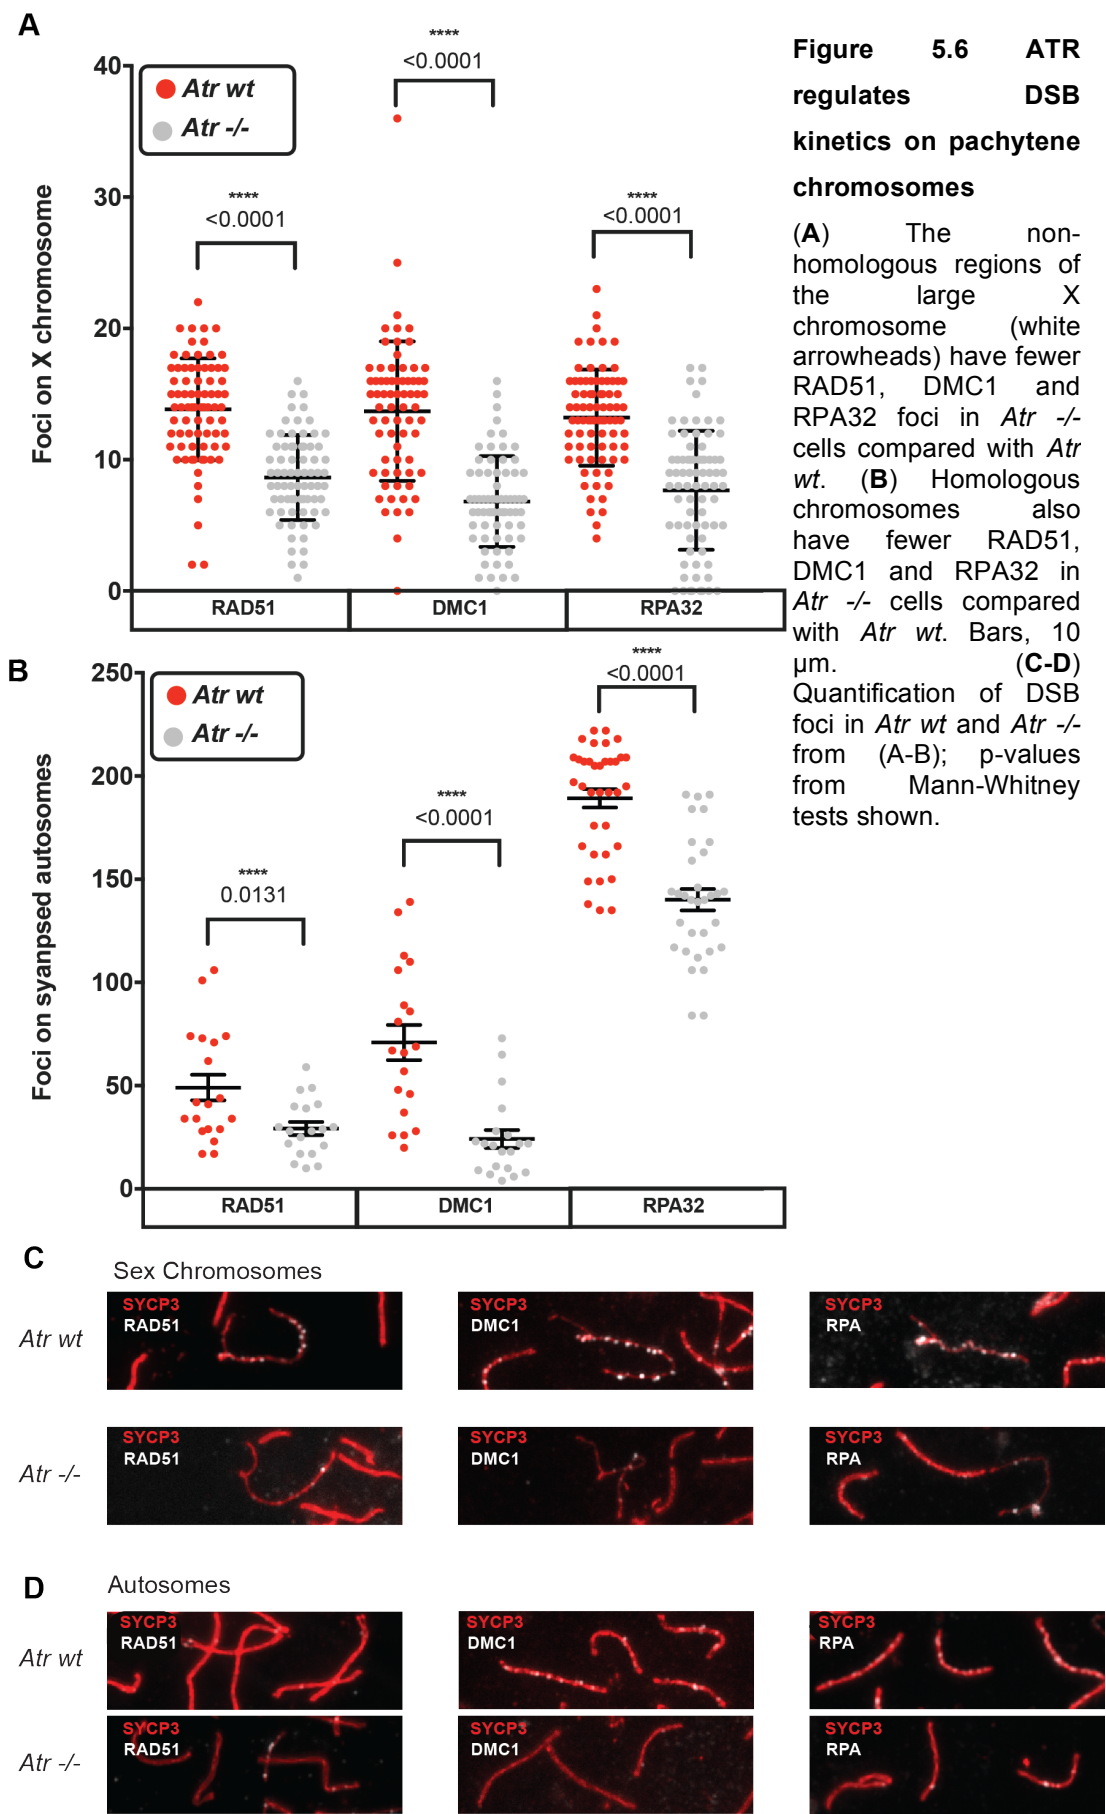 A
****
<0.0001
40
Atr wt
Atr -/-
30
****
<0.0001
****
<0.0001
20
10
0
Foci on X chromosome
RAD51 DMC1 RPA32
Figure 5.6 ATR
regulates DSB
kinetics on pachytene
chromosomes
(A) The non-
homologous regions of
the large X
chromosome (white
arrowheads) have fewer
RAD51, DMC1 and
RPA32 foci in Atr -/-
cells compared with Atr
wt. (B) Homologous
chromosomes also
have fewer RAD51,
DMC1 and RPA32 in
Atr -/- cells compared
with Atr wt. Bars, 10
μm. (C-D)
Quantification of DSB
foci in Atr wt and Atr -/-
from (A-B); p-values
from Mann-Whitney
tests shown.
B
250
Atr wt
Atr -/-
****
<0.0001
200
****
<0.0001
150
****
0.0131
100
50
0
Foci on syanpsed autosomes
RAD51 DMC1 RPA32
C
Sex Chromosomes
Atr wt
SYCP3
RAD51
SYCP3
DMC1
SYCP3
RPA
Atr -/-
SYCP3
RAD51
SYCP3
DMC1
SYCP3
RPA
D
Autosomes
Atr wt
SYCP3
RAD51
SYCP3
DMC1
SYCP3
RPA
Atr -/-
SYCP3
RAD51
SYCP3
DMC1
SYCP3
RPA